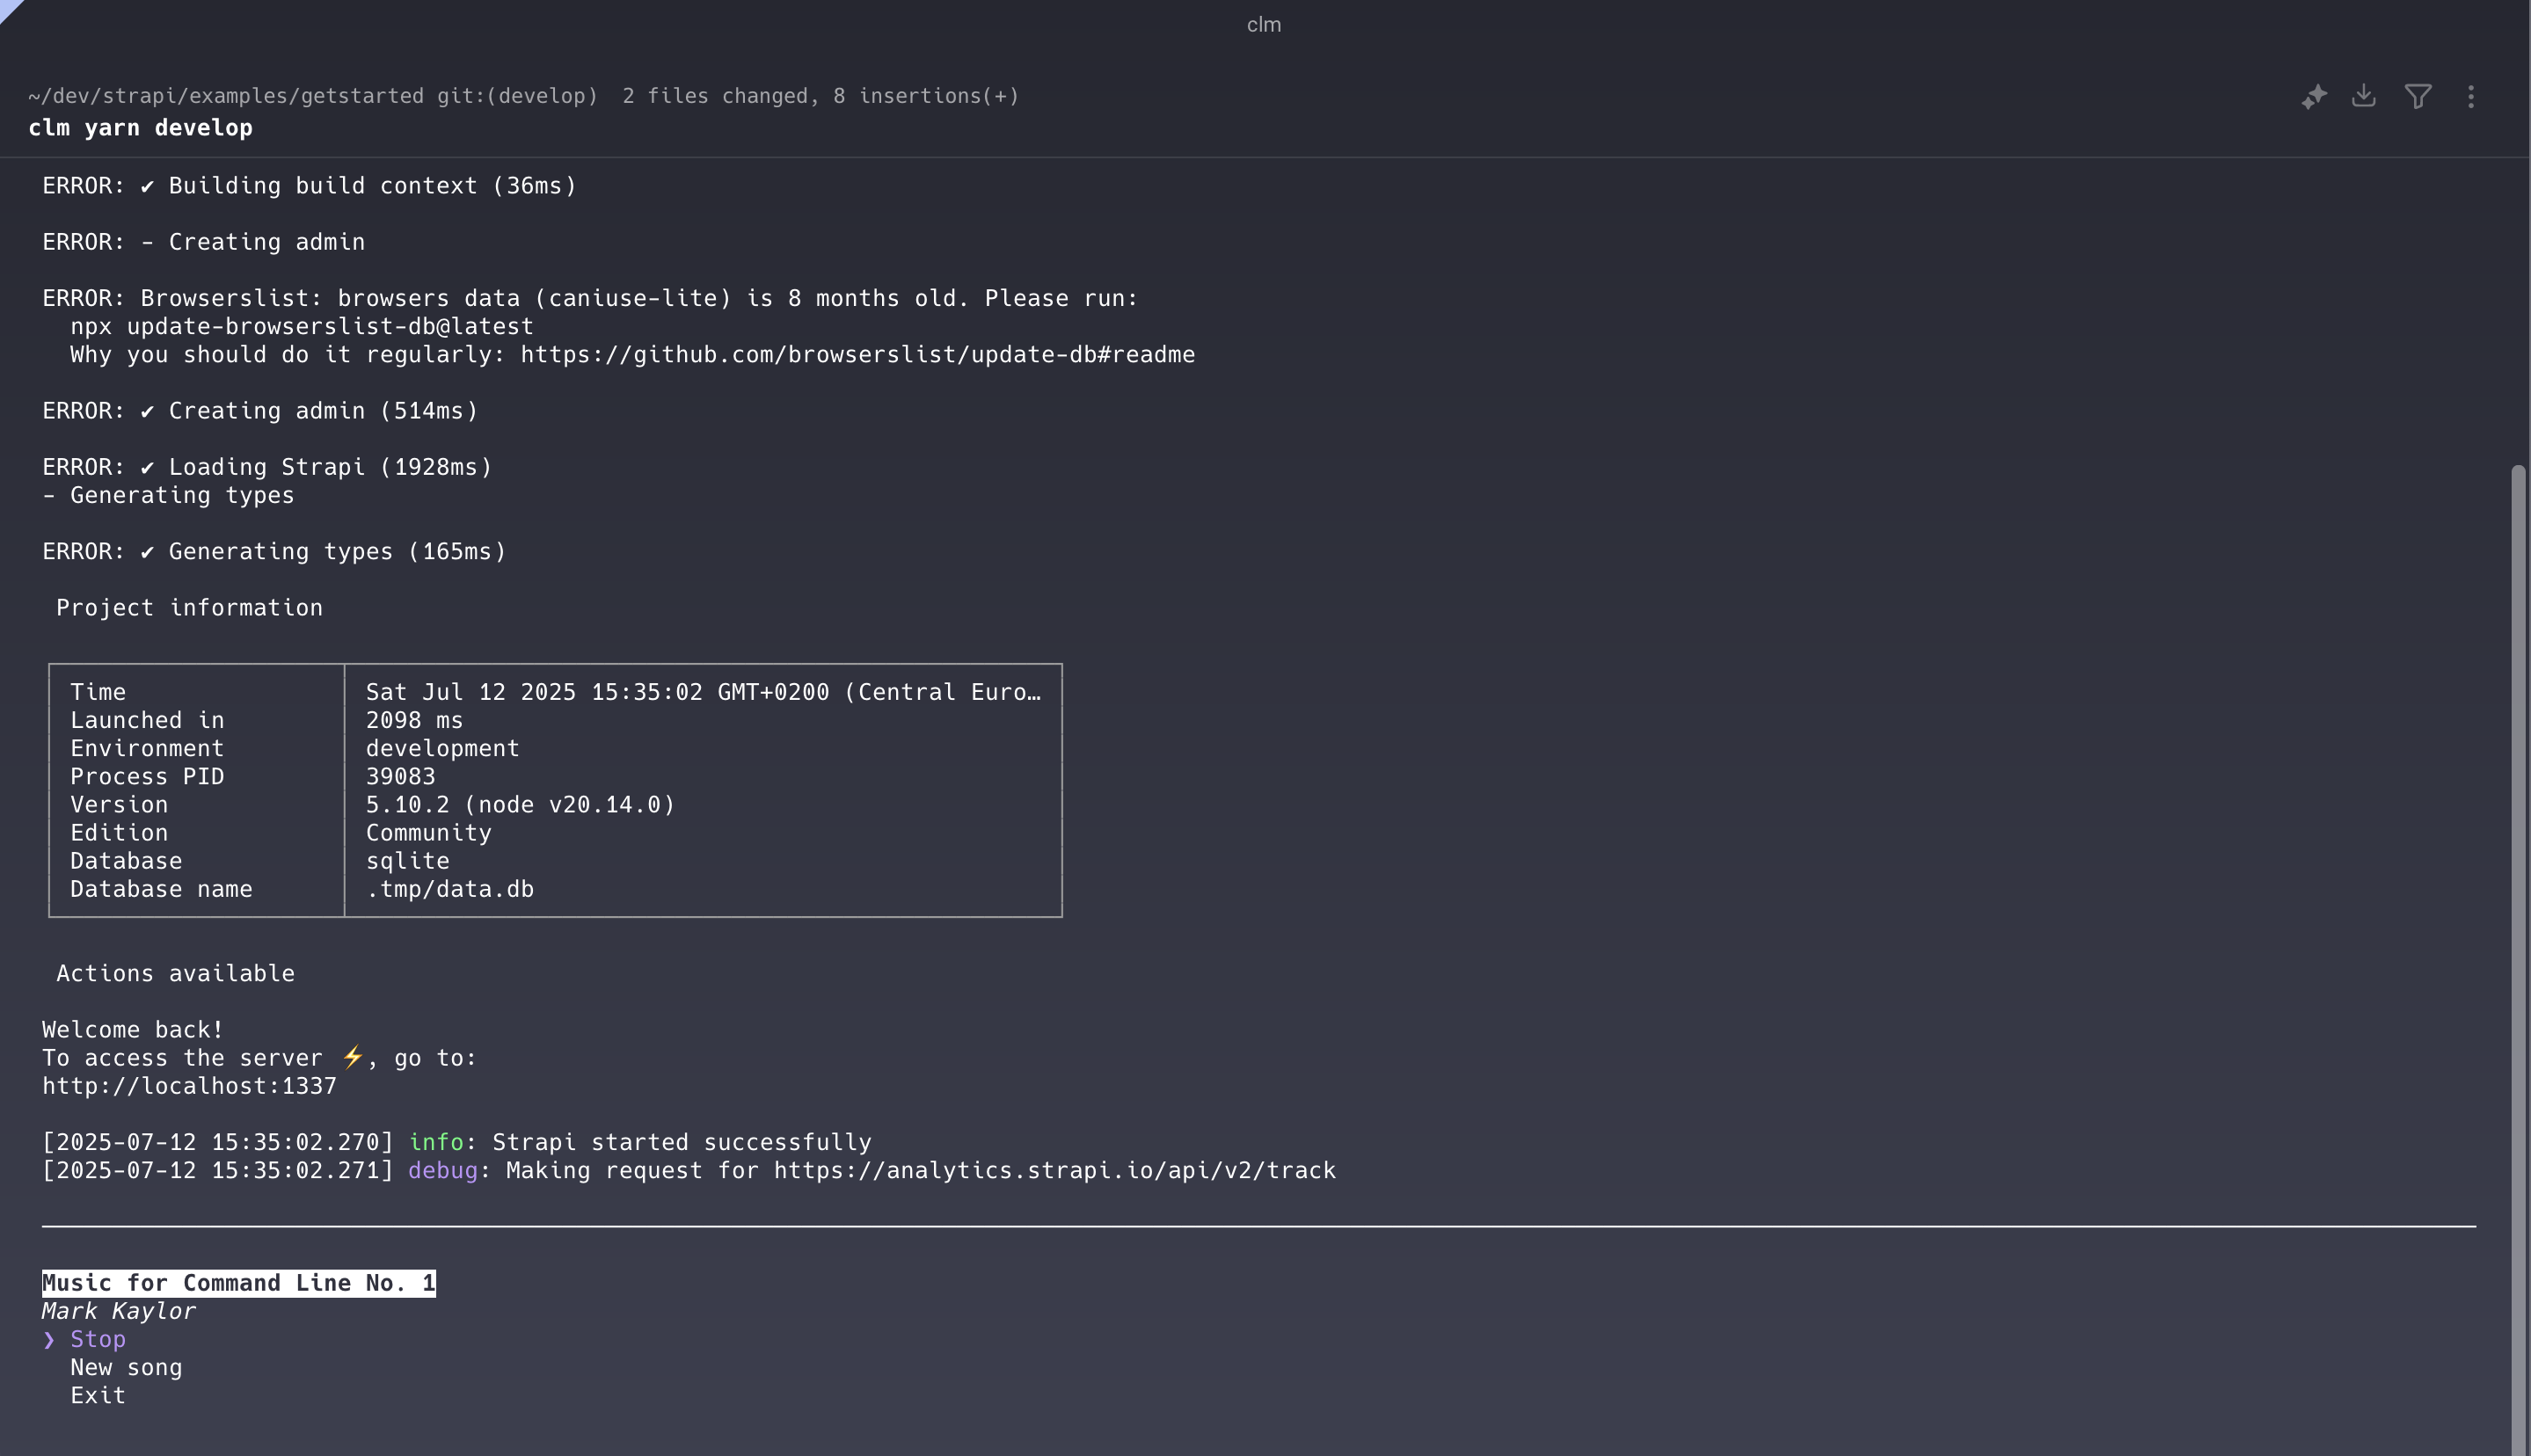 clm
~/dev/strapi/examples/getstarted git:(develop)  2 files changed, 8 insertions(+)
clm yarn develop
ERROR: ✔ Building build context (36ms)
ERROR: - Creating admin
ERROR: Browserslist: browsers data (caniuse-lite) is 8 months old. Please run:
  npx update-browserslist-db@latest
  Why you should do it regularly: https://github.com/browserslist/update-db#readme
ERROR: ✔ Creating admin (514ms)
ERROR: ✔ Loading Strapi (1928ms)
- Generating types
ERROR: ✔ Generating types (165ms)
Project information
Time Sat Jul 12 2025 15:35:02 GMT+0200 (Central Euro…
Launched in 2098 ms
Environment development
Process PID 39083
Version 5.10.2 (node v20.14.0)
Edition Community
Database sqlite
Database name .tmp/data.db
Actions available
Welcome back!
To access the server ⚡, go to:
http://localhost:1337
[2025-07-12 15:35:02.270] info: Strapi started successfully
[2025-07-12 15:35:02.271] debug: Making request for https://analytics.strapi.io/api/v2/track
Music for Command Line No. 1
Mark Kaylor
❯ Stop
  New song
  Exit